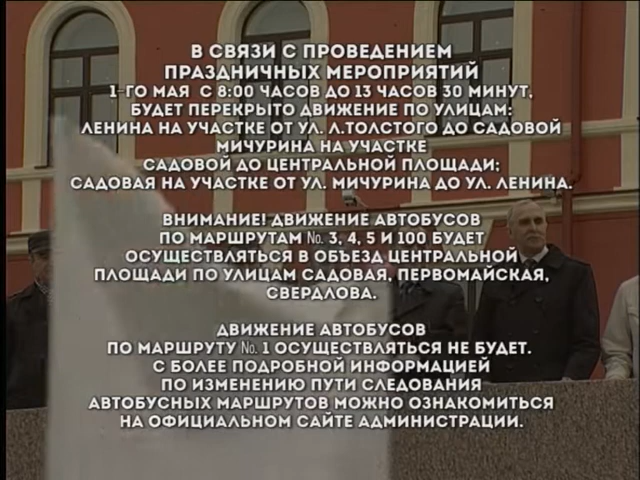 В СВЯЗИ С ПРОВЕДЕНИЕМ
ПРАЗДНИЧНЫХ МЕРОПРИЯТИЙ
1-ГО МАЯ С 8:00 ЧАСОВ ДО 13 ЧАСОВ 30 МИНУТ,
БУДЕТ ПЕРЕКРЫТО ДВИЖЕНИЕ ПО УЛИЦАМ:
ЛЕНИНА НА УЧАСТКЕ ОТ УЛ. Л.ТОЛСТОГО ДО САДОВОЙ
МИЧУРИНА НА УЧАСТКЕ
САДОВОЙ ДО ЦЕНТРАЛЬНОЙ ПЛОЩАДИ;
САДОВАЯ НА УЧАСТКЕ ОТ УЛ. МИЧУРИНА ДО УЛ. ЛЕНИНА.
ВНИМАНИЕ! ДВИЖЕНИЕ АВТОБУСОВ
ПО МАРШРУТАМ № 3, 4, 5 И 100 БУДЕТ
ОСУЩЕСТВЛЯТЬСЯ В ОБЪЕЗД ЦЕНТРАЛЬНОЙ
ПЛОЩАДИ ПО УЛИЦАМ САДОВАЯ, ПЕРВОМАЙСКАЯ,
СВЕРДЛОВА.
ДВИЖЕНИЕ АВТОБУСОВ
ПО МАРШРУТУ № 1 ОСУЩЕСТВЛЯТЬСЯ НЕ БУДЕТ.
С БОЛЕЕ ПОДРОБНОЙ ИНФОРМАЦИЕЙ
ПО ИЗМЕНЕНИЮ ПУТИ СЛЕДОВАНИЯ
АВТОБУСНЫХ МАРШРУТОВ МОЖНО ОЗНАКОМИТЬСЯ
НА ОФИЦИАЛЬНОМ САЙТЕ АДМИНИСТРАЦИИ.